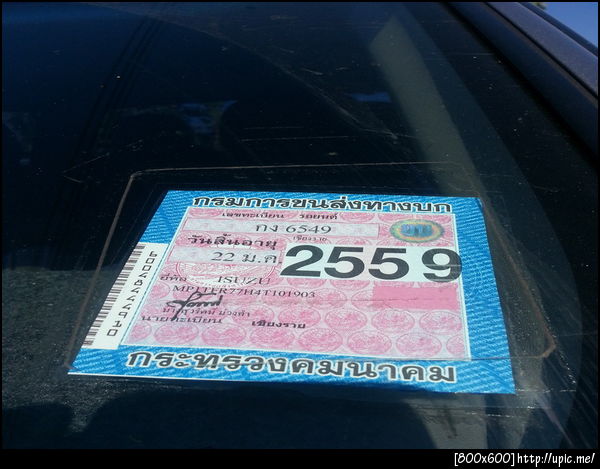 กรมการขนส่งทางบก
เลขทะเบียน รถยนต์
กง 6549
เชียงราย
วันสิ้นอายุ
22 ม.ค. 2559
ยี่ห้อ ISUZU
MP1TFR77H4T101903
นายทะเบียน เชียงราย
กระทรวงคมนาคม
[800x600]http://upic.me/